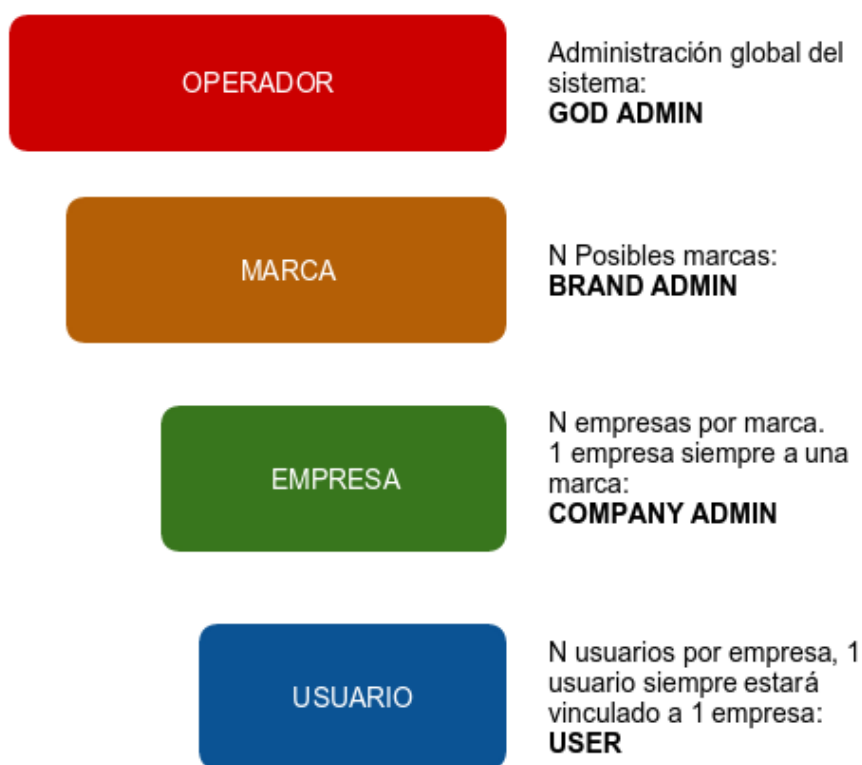 OPERADOR
Administración global del
sistema:
GOD ADMIN
MARCA
N Posibles marcas:
BRAND ADMIN
EMPRESA
N empresas por marca.
1 empresa siempre a una
marca:
COMPANY ADMIN
USUARIO
N usuarios por empresa, 1
usuario siempre estará
vinculado a 1 empresa:
USER